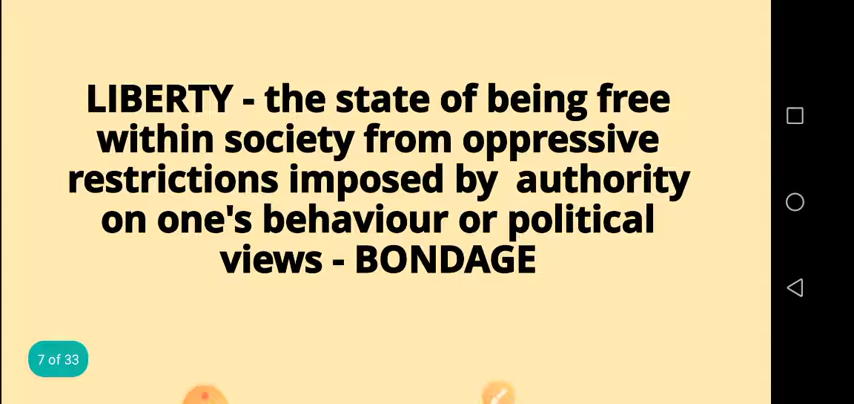 LIBERTY - the state of being free
within society from oppressive
restrictions imposed by authority
on one's behaviour or political
views - BONDAGE
7 of 33